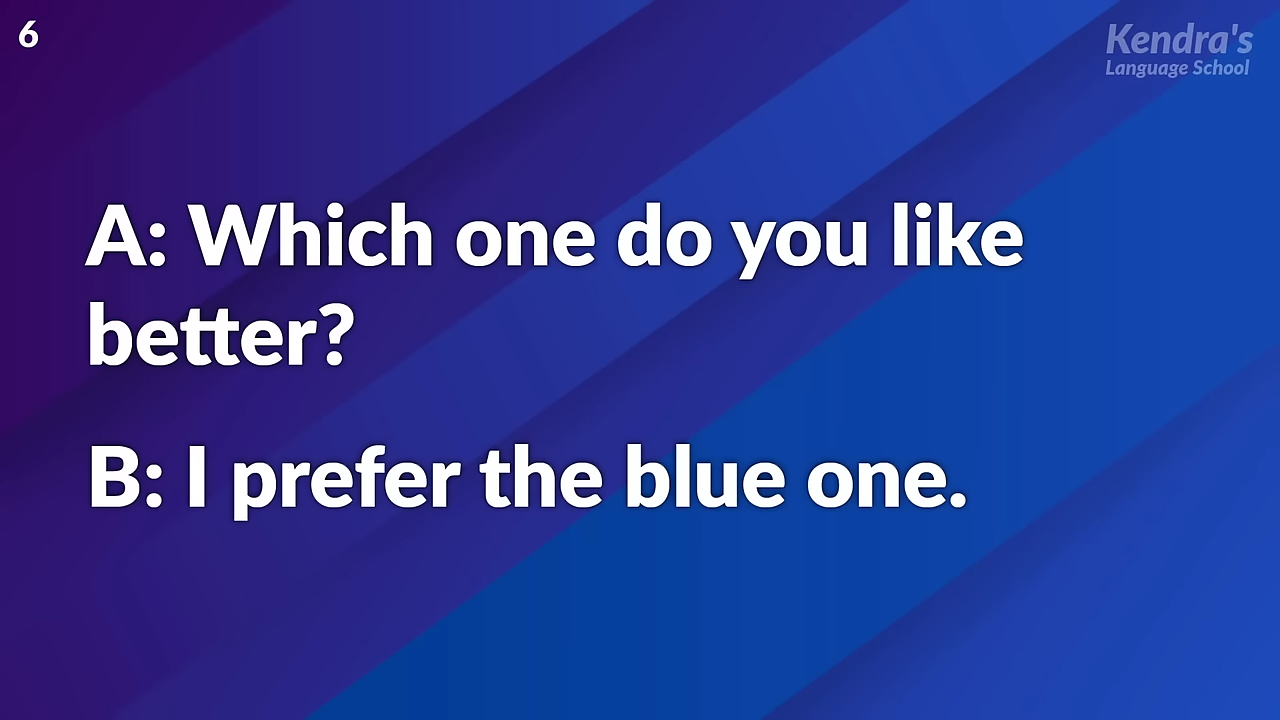 6
Kendra's
Language School
A: Which one do you like
better?
B: I prefer the blue one.